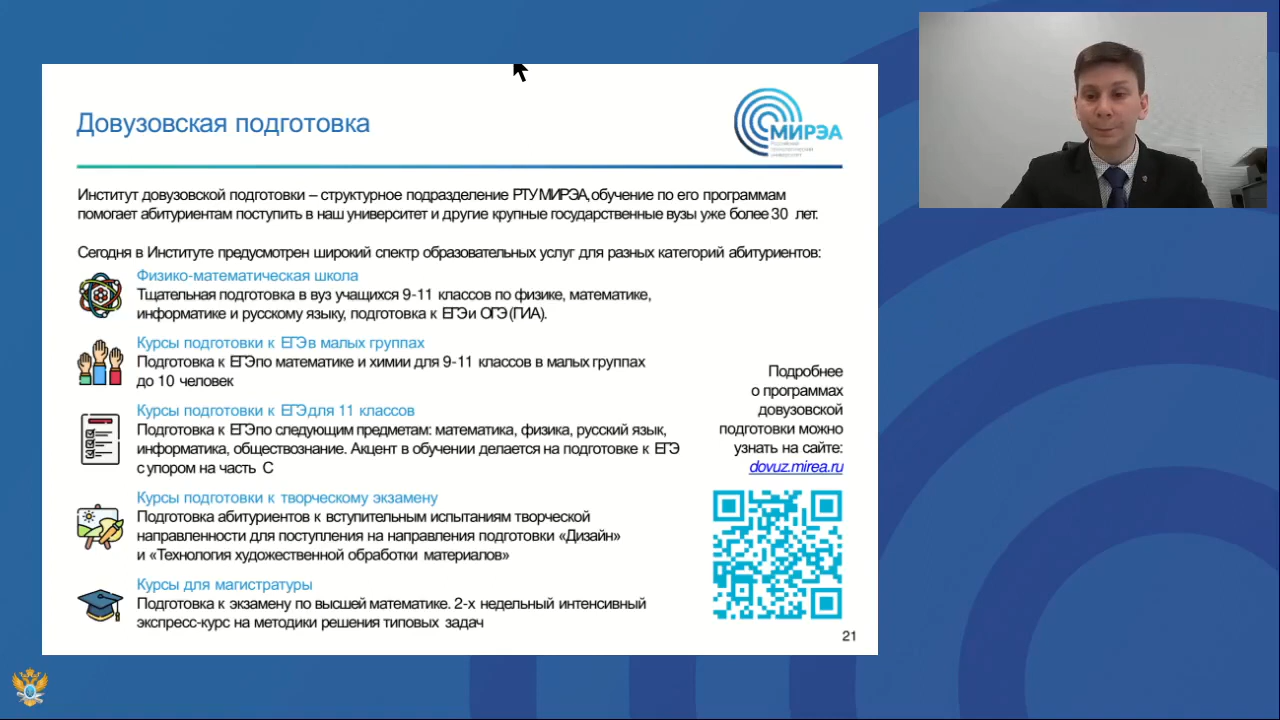 Довузовская подготовка
МИРЭА
Российский
технологический
университет
Институт довузовской подготовки – структурное подразделение РТУ МИРЭА, обучение по его программам
помогает абитуриентам поступить в наш университет и другие крупные государственные вузы уже более 30 лет.
Сегодня в Институте предусмотрен широкий спектр образовательных услуг для разных категорий абитуриентов:
Физико-математическая школа
Тщательная подготовка в вуз учащихся 9-11 классов по физике, математике,
информатике и русскому языку, подготовка к ЕГЭ и ОГЭ (ГИА).
Курсы подготовки к ЕГЭ в малых группах
Подготовка к ЕГЭ по математике и химии для 9-11 классов в малых группах
до 10 человек
Курсы подготовки к ЕГЭ для 11 классов
Подготовка к ЕГЭ по следующим предметам: математика, физика, русский язык,
информатика, обществознание. Акцент в обучении делается на подготовке к ЕГЭ
с упором на часть С
Курсы подготовки к творческому экзамену
Подготовка абитуриентов к вступительным испытаниям творческой
направленности для поступления на направления подготовки «Дизайн»
и «Технология художественной обработки материалов»
Курсы для магистратуры
Подготовка к экзамену по высшей математике. 2-х недельный интенсивный
экспресс-курс на методики решения типовых задач
Подробнее
о программах
довузовской
подготовки можно
узнать на сайте:
dovuz.mirea.ru
21